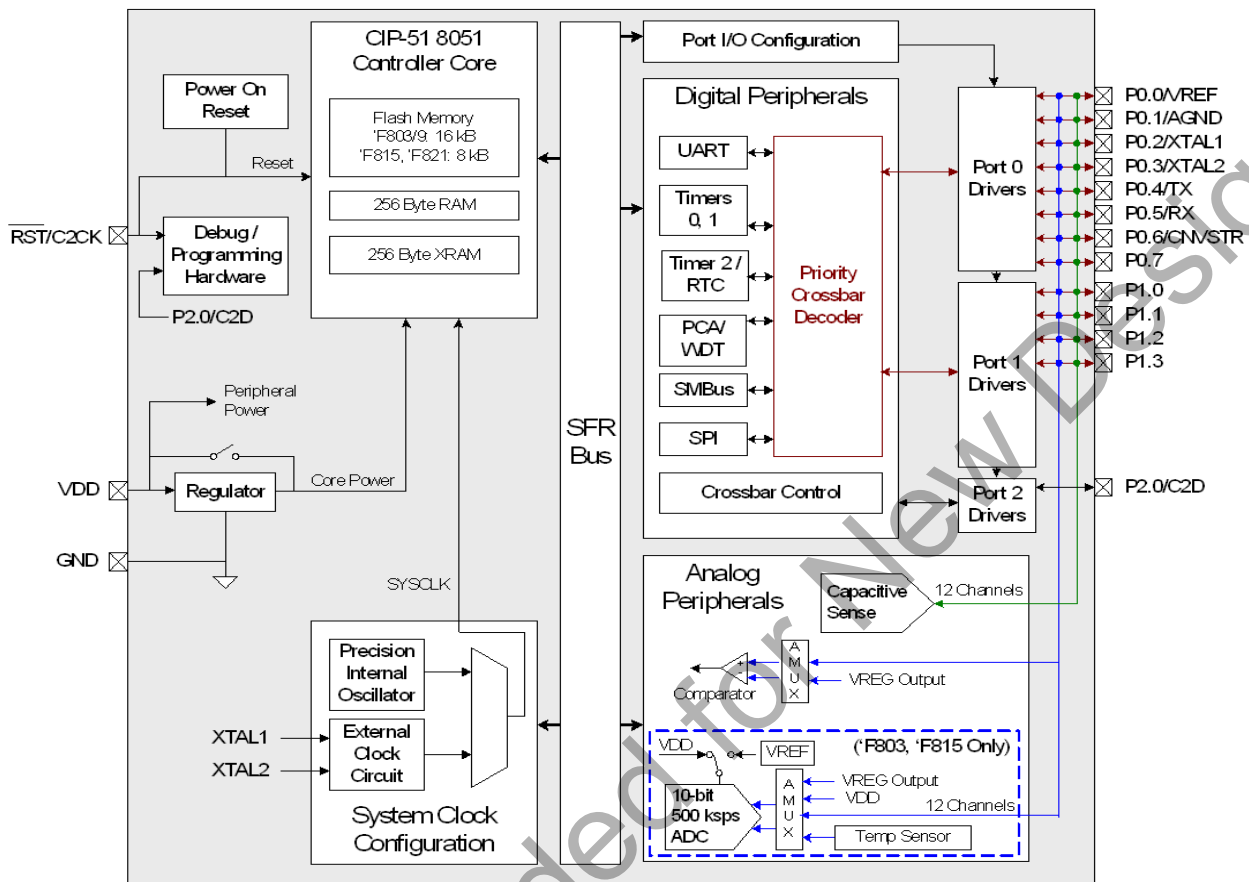 CIP-51 8051
Controller Core
Flash Memory
'F803/9: 16 kB
'F815, 'F821: 8 kB
256 Byte RAM
256 Byte XRAM
Power On
Reset
Reset
RST/C2CK
Debug /
Programming
Hardware
P2.0/C2D
Peripheral
Power
VDD
Regulator
Core Power
GND
SYSCLK
Precision
Internal
Oscillator
XTAL1
XTAL2
External
Clock
Circuit
System Clock
Configuration
SFR
Bus
Port I/O Configuration
Digital Peripherals
UART
Timers
0, 1
Timer 2 /
RTC
PCA/
WDT
SMBus
SPI
Priority
Crossbar
Decoder
Crossbar Control
Port 0
Drivers
Port 1
Drivers
Port 2
Drivers
P0.0/VREF
P0.1/AGND
P0.2/XTAL1
P0.3/XTAL2
P0.4/TX
P0.5/RX
P0.6/CNVSTR
P0.7
P1.0
P1.1
P1.2
P1.3
P2.0/C2D
Analog
Peripherals
Capacitive
Sense
12 Channels
+
-
Comparator
A
M
U
X
VREG Output
('F803, 'F815 Only)
VDD
VREF
10-bit
500 ksps
ADC
A
M
U
X
VREG Output
VDD
12 Channels
Temp Sensor
for New